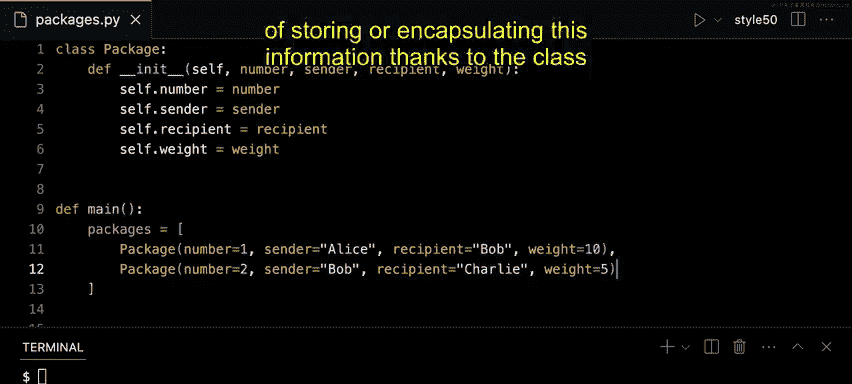 packages.py
style50
of storing or encapsulating this
information thanks to the class
1 class Package:
2 def __init__(self, number, sender, recipient, weight):
3 self.number = number
4 self.sender = sender
5 self.recipient = recipient
6 self.weight = weight
7
8
9 def main():
10 packages = [
11 Package(number=1, sender="Alice", recipient="Bob", weight=10),
12 Package(number=2, sender="Bob", recipient="Charlie", weight=5)
13 ]
14
TERMINAL
$